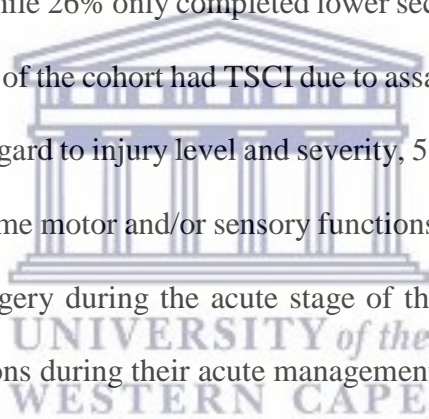 while 26% only completed lower sec
of the cohort had TSCI due to assa
gard to injury level and severity, 5
me motor and/or sensory functions
gery during the acute stage of th
UNIVERSITY of the
ons during their acute management
WESTERN CAPE